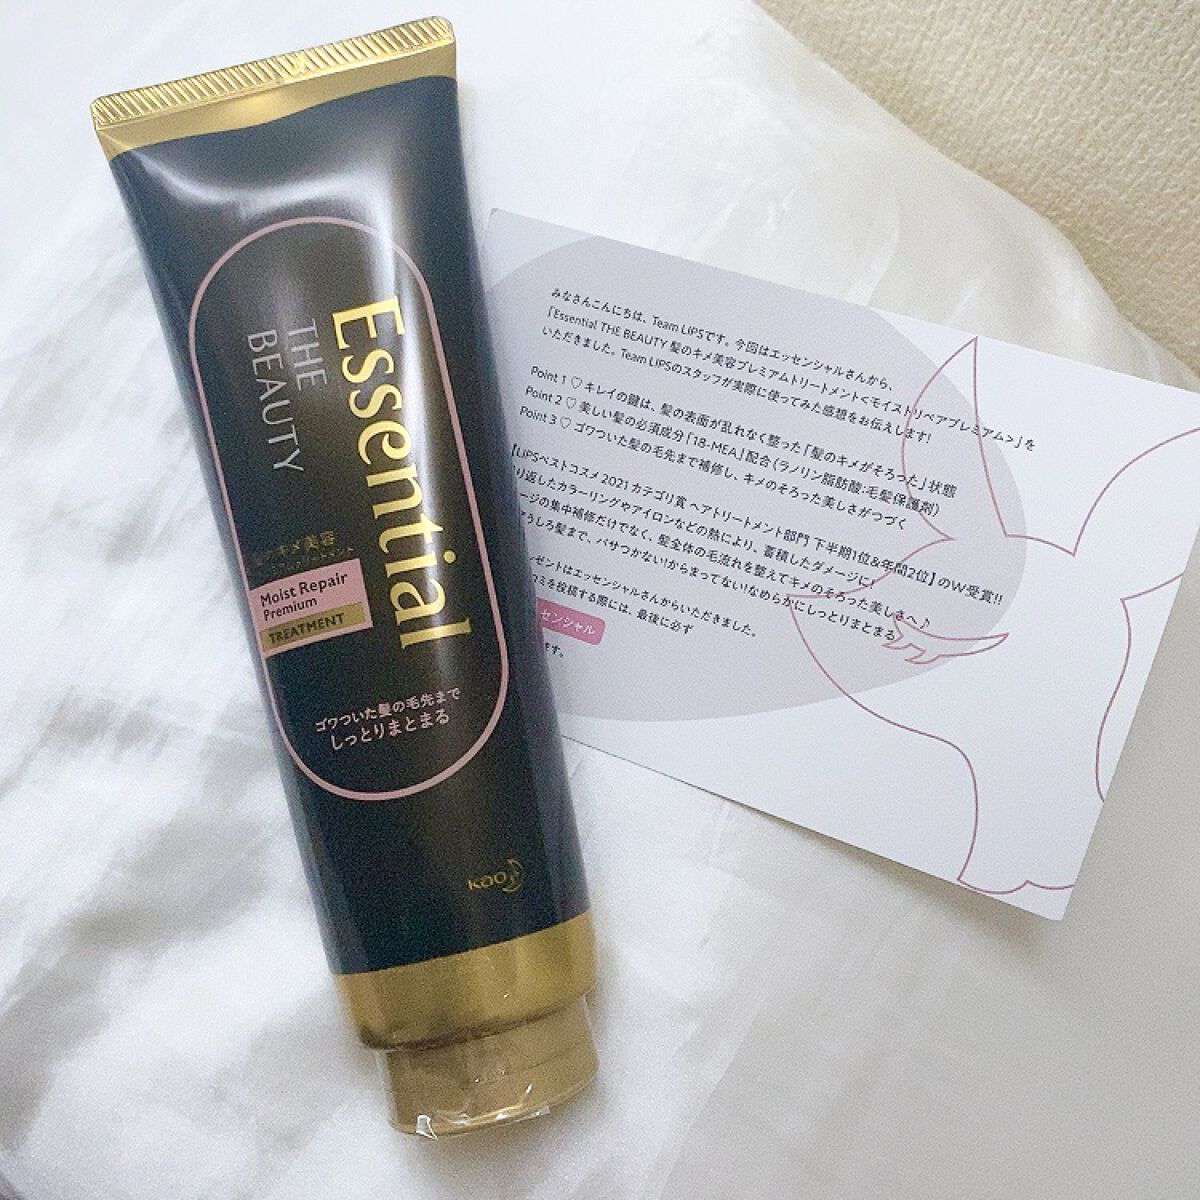 Essential
THE
BEAUTY
髪のキメ美容
Moist Repair
Premium
TREATMENT
ゴワついた髪の毛先まで
しっとりまとまる
Kao
みなさんこんにちは、Team LIPSです。今回はエッセンシャルさんから、
「Essential THE BEAUTY 髪のキメ美容プレミアムトリートメント<モイストリペアプレミアム>」を
いただきました。Team LIPSのスタッフが実際に使ってみた感想をお伝えします!
Point 1 ♡ キレイの鍵は、髪の表面が乱れなく整った「髪のキメがそろった」状態
Point 2 ♡ 美しい髪の必須成分「18-MEA」配合(ラノリン脂肪酸:毛髪保護剤)
Point 3 ♡ ゴワついた髪の毛先まで補修し、キメのそろった美しさがつづく
【LIPSベストコスメ2021 カテゴリ賞 ヘアトリートメント部門 下半期1位&年間2位】のW受賞!!
り返したカラーリングやアイロンなどの熱により、蓄積したダメージに!
ージの集中補修だけでなく、髪全体の毛流れを整えてキメのそろった美しさへ♪
うしろ髪まで、パサつかない!からまってない!なめらかにしっとりまとまる
ゼントはエッセンシャルさんからいただきました。
コミを投稿する際には、最後に必ず
センシャル
ます。